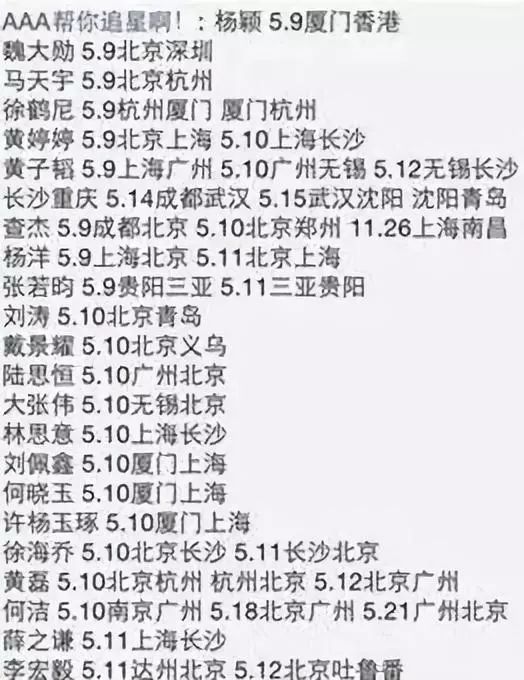 AAA帮你追星啊！: 杨颖 5.9厦门香港
魏大勋 5.9北京深圳
马天宇 5.9北京杭州
徐鹤尼 5.9杭州厦门 厦门杭州
黄婷婷 5.9北京上海 5.10上海长沙
黄子韬 5.9上海广州 5.10广州无锡 5.12无锡长沙
长沙重庆 5.14成都武汉 5.15武汉沈阳 沈阳青岛
查杰 5.9成都北京 5.10北京郑州 11.26上海南昌
杨洋 5.9上海北京 5.11北京上海
张若昀 5.9贵阳三亚 5.11三亚贵阳
刘涛 5.10北京青岛
戴景耀 5.10北京义乌
陆思恒 5.10广州北京
大张伟 5.10无锡北京
林思意 5.10上海长沙
刘佩鑫 5.10厦门上海
何晓玉 5.10厦门上海
许杨玉琢 5.10厦门上海
徐海乔 5.10北京长沙 5.11长沙北京
黄磊 5.10北京杭州 杭州北京 5.12北京广州
何洁 5.10南京广州 5.18北京广州 5.21广州北京
薛之谦 5.11上海长沙
李宏毅 5.11达州北京 5.12北京吐鲁番